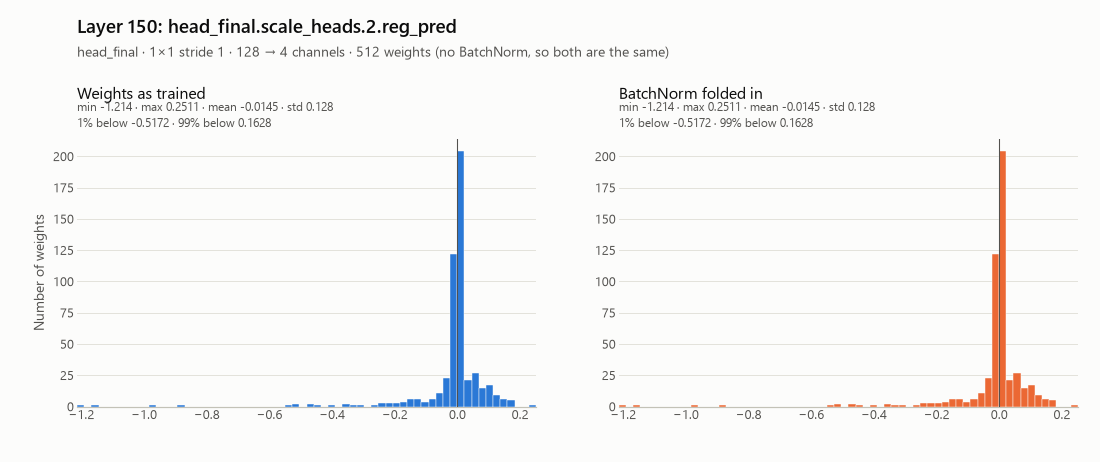 Layer 150: head_final.scale_heads.2.reg_pred
head_final · 1×1 stride 1 · 128 → 4 channels · 512 weights (no BatchNorm, so both are the same)
Weights as trained
min -1.214 · max 0.2511 · mean -0.0145 · std 0.128
1% below -0.5172 · 99% below 0.1628
Number of weights
200
175
150
125
100
75
50
25
0
−1.2 −1.0 −0.8 −0.6 −0.4 −0.2 0.0 0.2
BatchNorm folded in
min -1.214 · max 0.2511 · mean -0.0145 · std 0.128
1% below -0.5172 · 99% below 0.1628
200
175
150
125
100
75
50
25
0
−1.2 −1.0 −0.8 −0.6 −0.4 −0.2 0.0 0.2